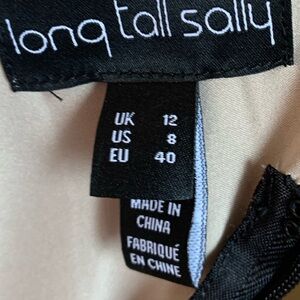 long tall sally
UK 12
US 8
EU 40
MADE IN
CHINA
FABRIQUÉ
EN CHINE